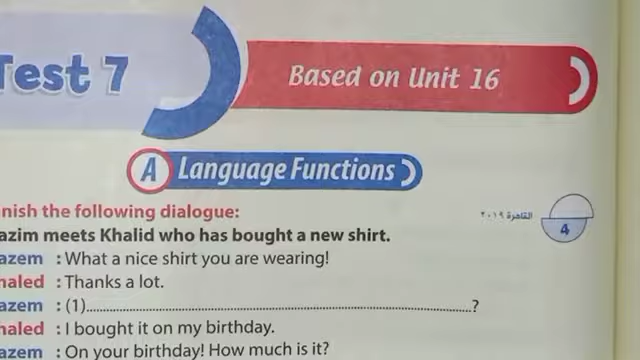 Test 7
Based on Unit 16
A Language Functions
nish the following dialogue:
القاهرة ٢٠١٩
4
azim meets Khalid who has bought a new shirt.
azem : What a nice shirt you are wearing!
haled : Thanks a lot.
azem : (1)..........................................................................................?
haled : I bought it on my birthday.
azem : On your birthday! How much is it?